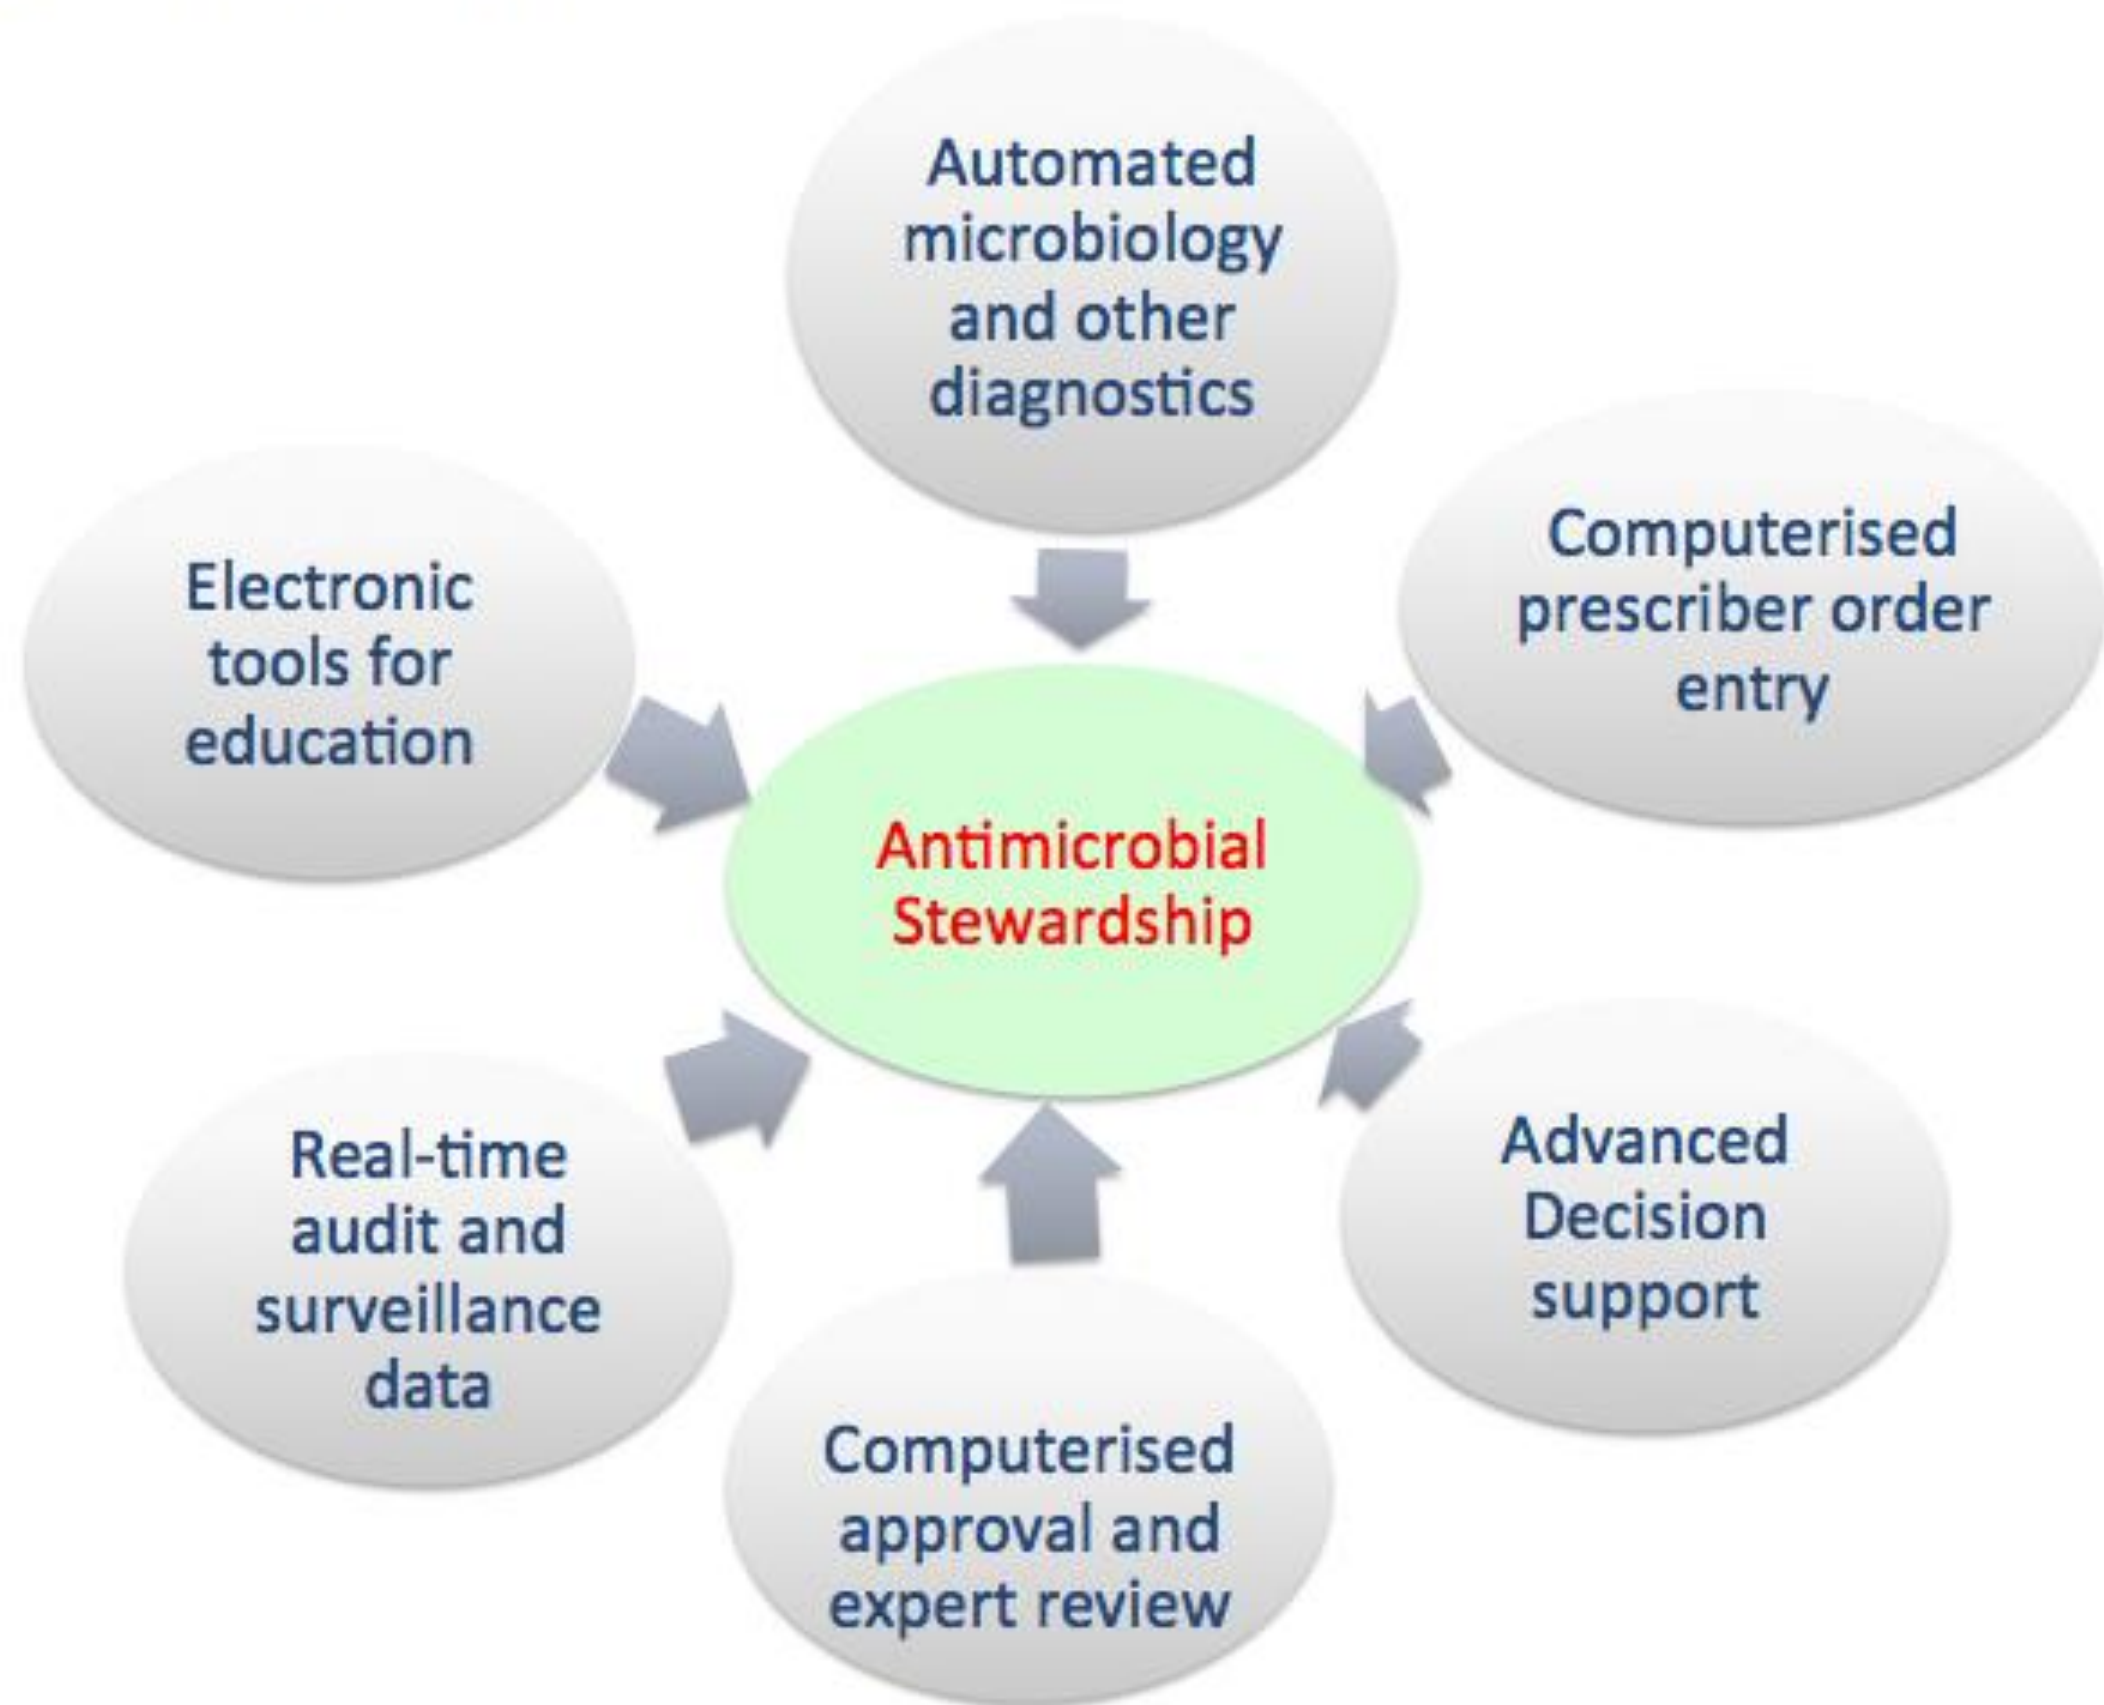 Automated
microbiology
and other
diagnostics
Computerised
prescriber order
entry
Electronic
tools for
education
Antimicrobial
Stewardship
Advanced
Decision
support
Real-time
audit and
surveillance
data
Computerised
approval and
expert review